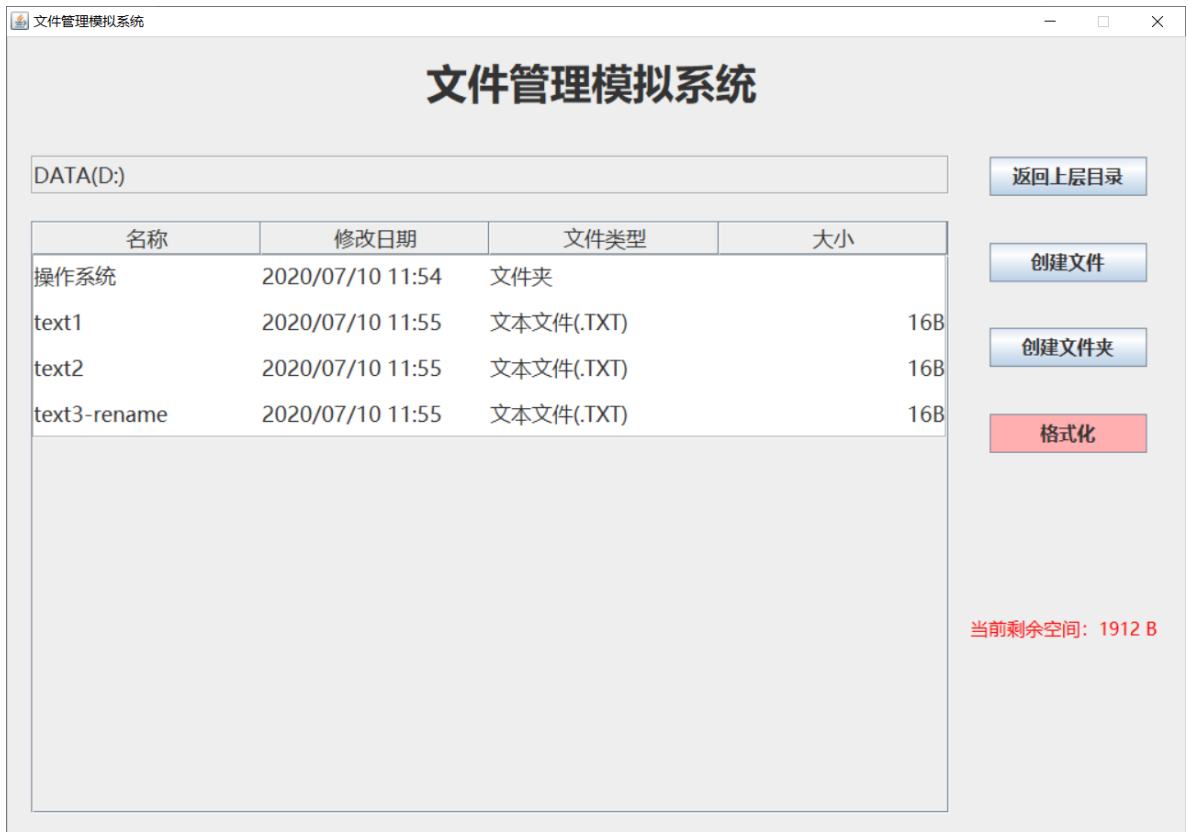 文件管理模拟系统
文件管理模拟系统
DATA(D:)
返回上层目录
名称 修改日期 文件类型 大小
操作系统 2020/07/10 11:54 文件夹
创建文件
text1 2020/07/10 11:55 文本文件(.TXT) 16B
创建文件夹
text2 2020/07/10 11:55 文本文件(.TXT) 16B
text3-rename 2020/07/10 11:55 文本文件(.TXT) 16B
格式化
当前剩余空间：1912 B